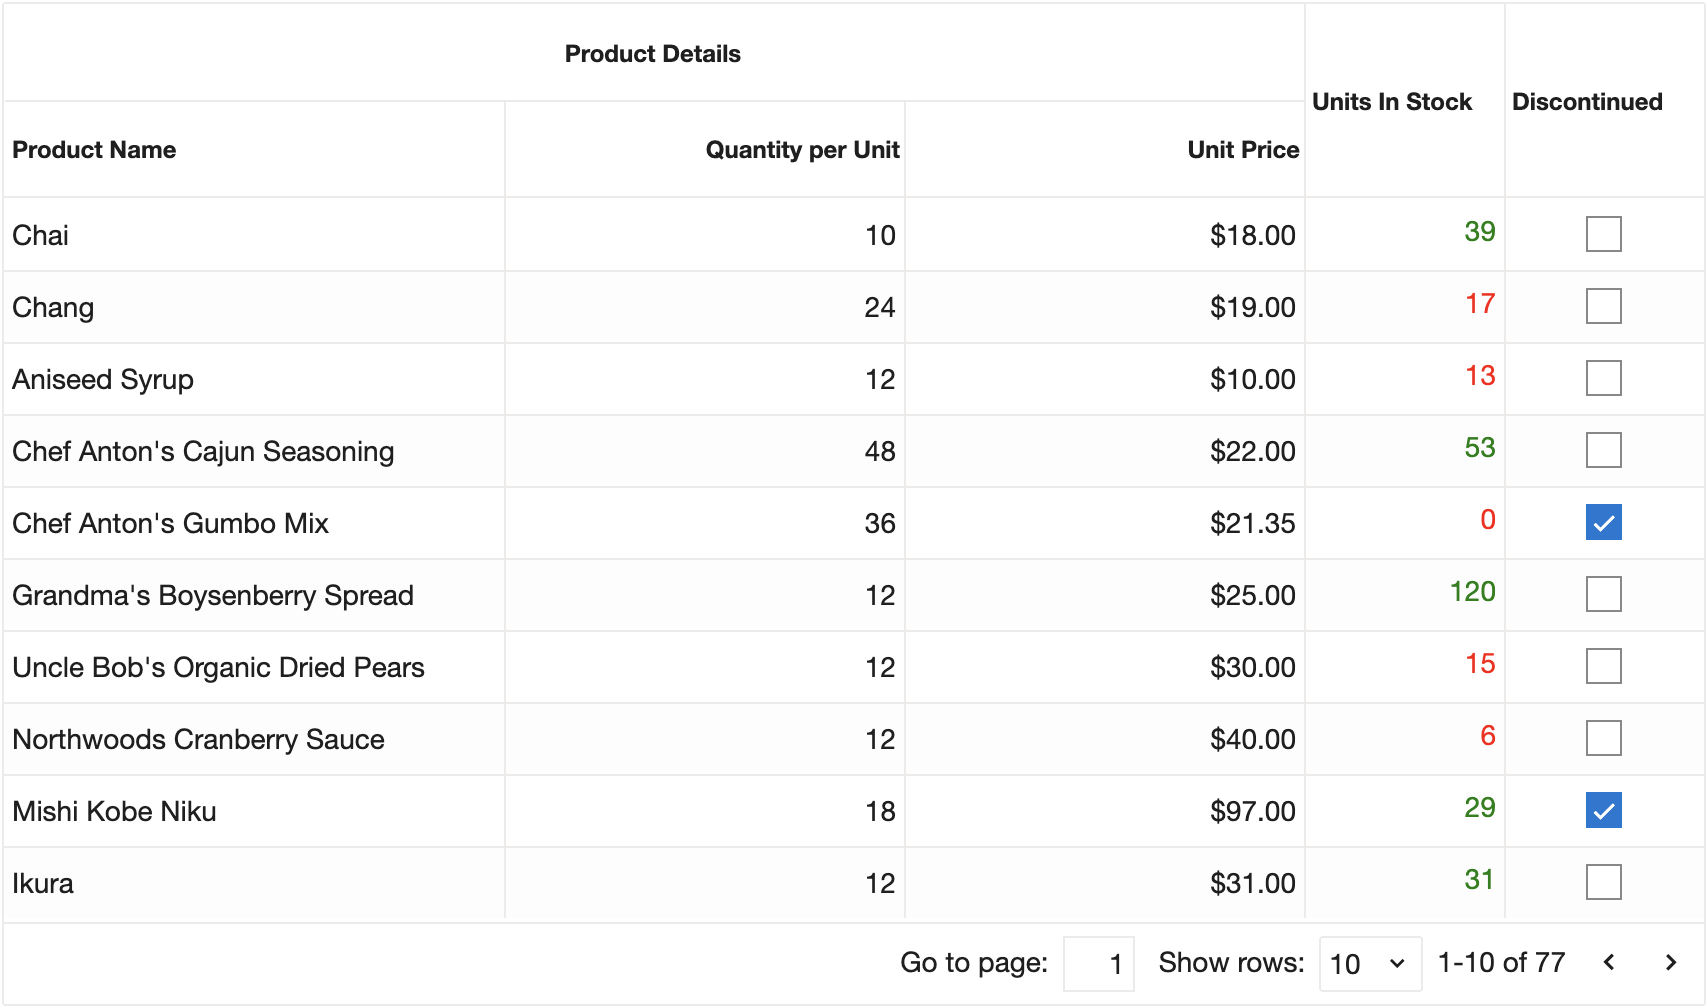 Product Details
Units In Stock Discontinued
Product Name Quantity per Unit Unit Price
Chai 10 $18.00 39
Chang 24 $19.00 17
Aniseed Syrup 12 $10.00 13
Chef Anton's Cajun Seasoning 48 $22.00 53
Chef Anton's Gumbo Mix 36 $21.35 0
Grandma's Boysenberry Spread 12 $25.00 120
Uncle Bob's Organic Dried Pears 12 $30.00 15
Northwoods Cranberry Sauce 12 $40.00 6
Mishi Kobe Niku 18 $97.00 29
Ikura 12 $31.00 31
Go to page: 1 Show rows: 10 1-10 of 77